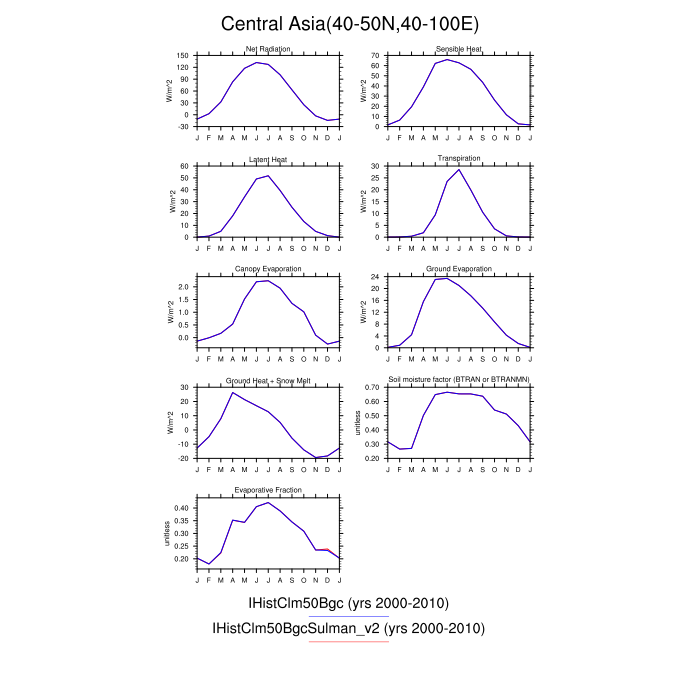 Central Asia(40-50N,40-100E)
Net Radiation
W/m^2
150
120
90
60
30
0
-30
J F M A M J J A S O N D J
Sensible Heat
W/m^2
70
60
50
40
30
20
10
0
J F M A M J J A S O N D J
Latent Heat
W/m^2
60
50
40
30
20
10
0
J F M A M J J A S O N D J
Transpiration
W/m^2
30
25
20
15
10
5
0
J F M A M J J A S O N D J
Canopy Evaporation
W/m^2
2.0
1.5
1.0
0.5
0.0
J F M A M J J A S O N D J
Ground Evaporation
W/m^2
24
20
16
12
8
4
0
J F M A M J J A S O N D J
Ground Heat + Snow Melt
W/m^2
30
20
10
0
-10
-20
J F M A M J J A S O N D J
Soil moisture factor (BTRAN or BTRANMN)
unitless
0.70
0.60
0.50
0.40
0.30
0.20
J F M A M J J A S O N D J
Evaporative Fraction
unitless
0.40
0.35
0.30
0.25
0.20
J F M A M J J A S O N D J
IHistClm50Bgc (yrs 2000-2010)
IHistClm50BgcSulman_v2 (yrs 2000-2010)